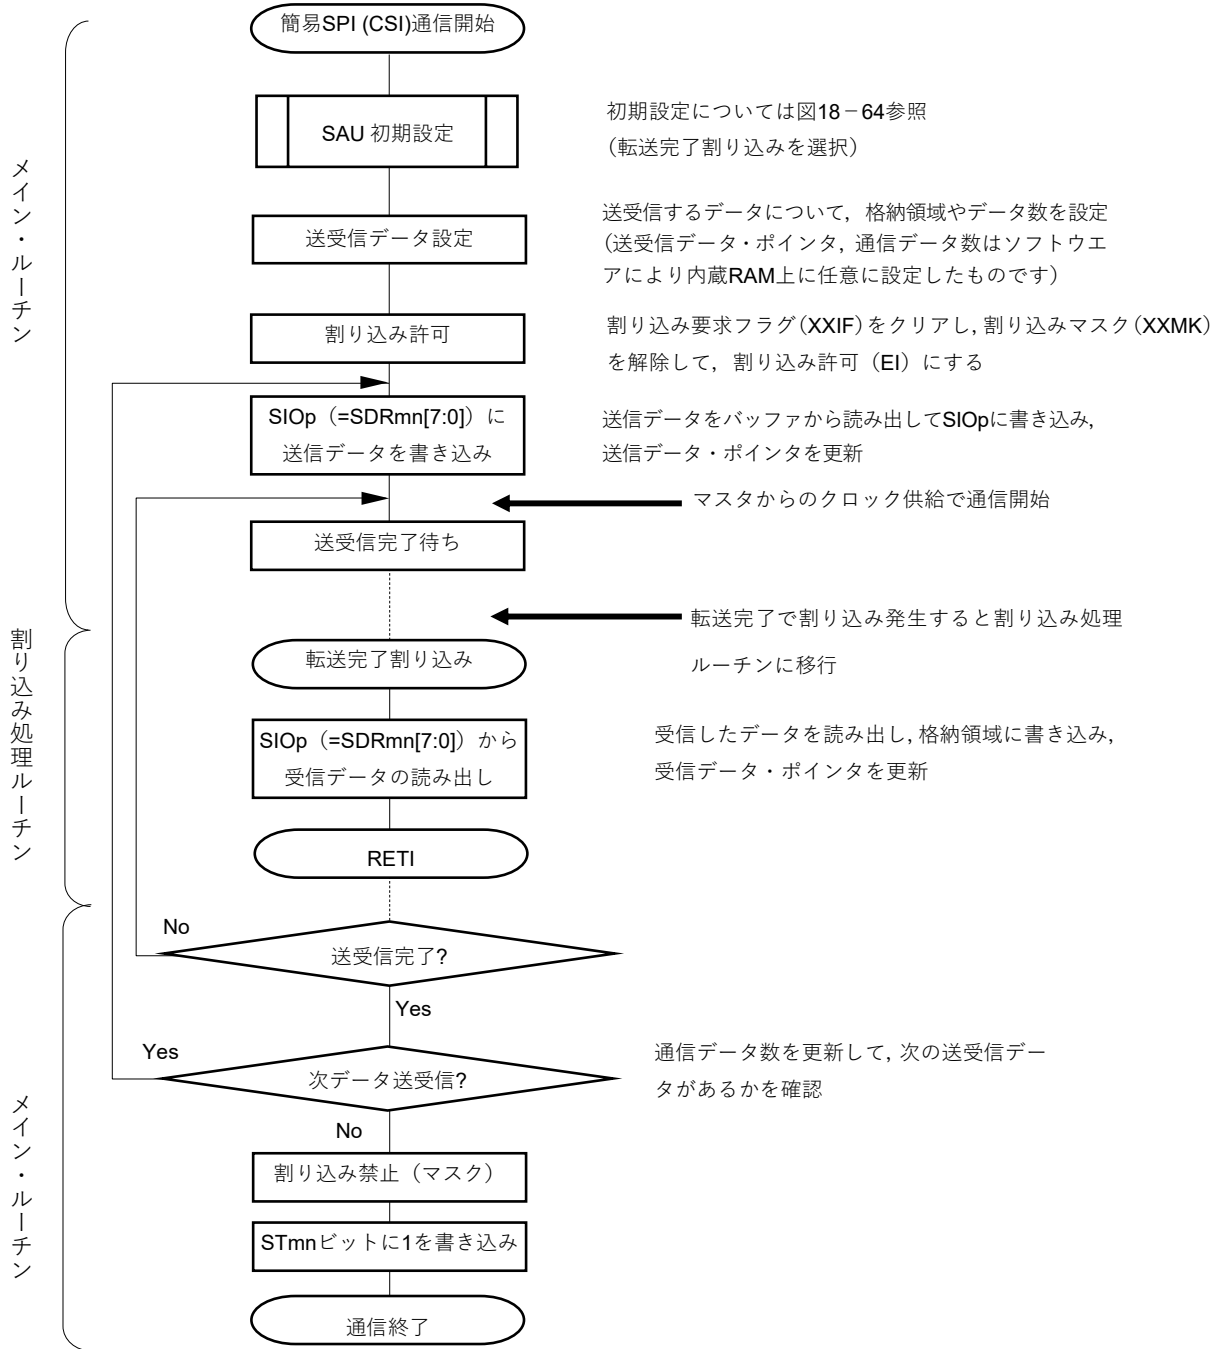 簡易SPI (CSI)通信開始
SAU 初期設定
初期設定については図18－64参照
（転送完了割り込みを選択）
送受信データ設定
送受信するデータについて，格納領域やデータ数を設定
（送受信データ・ポインタ，通信データ数はソフトウエ
アにより内蔵RAM上に任意に設定したものです）
割り込み許可
割り込み要求フラグ（XXIF）をクリアし，割り込みマスク（XXMK）
を解除して，割り込み許可（EI）にする
SIOp（=SDRmn[7:0]）に
送信データを書き込み
送信データをバッファから読み出してSIOpに書き込み，
送信データ・ポインタを更新
マスタからのクロック供給で通信開始
送受信完了待ち
メイン・ルーチン
転送完了で割り込み発生すると割り込み処理
ルーチンに移行
転送完了割り込み
SIOp（=SDRmn[7:0]）から
受信データの読み出し
受信したデータを読み出し，格納領域に書き込み，
受信データ・ポインタを更新
RETI
割り込み処理ルーチン
No
送受信完了?
Yes
Yes
次データ送受信?
通信データ数を更新して，次の送受信デー
タがあるかを確認
No
割り込み禁止（マスク）
STmnビットに1を書き込み
通信終了
メイン・ルーチン